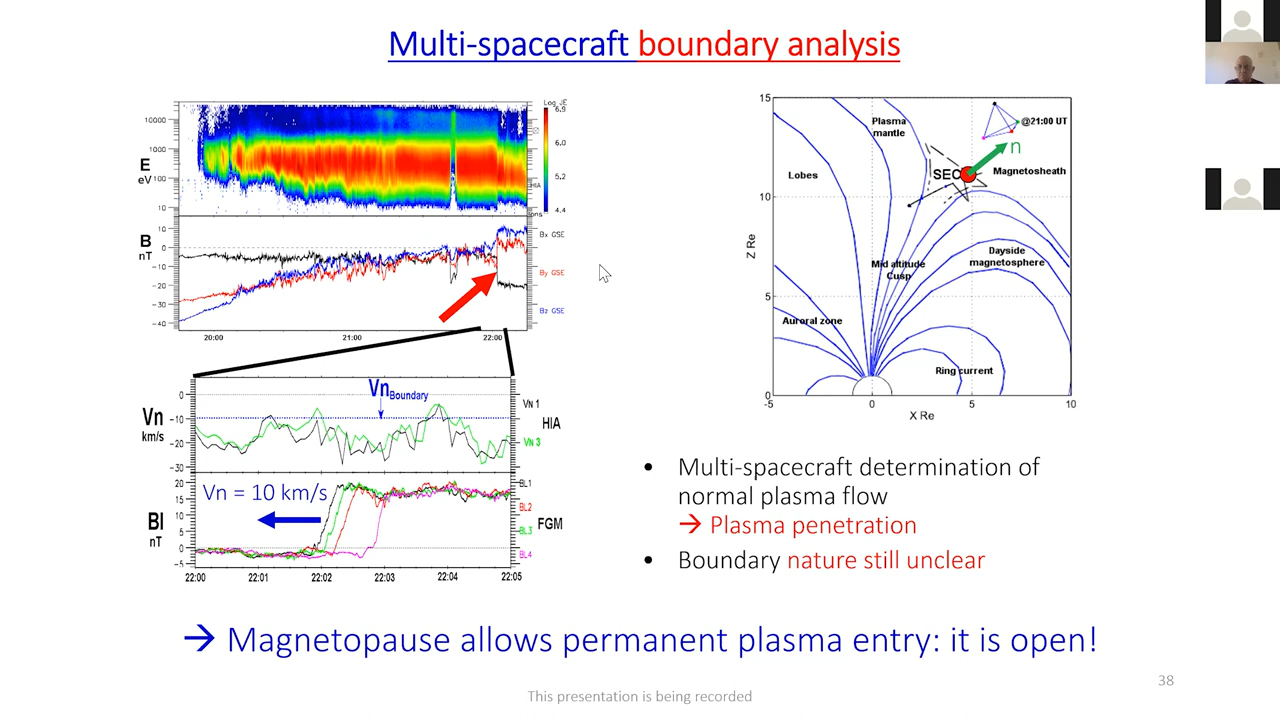 Multi-spacecraft boundary analysis
Log JE
6.9
6.0
5.2
4.4
HIA
ions
10000
1000
100
10
E
eV
B
nT
10
0
−10
−20
−30
−40
Bx GSE
By GSE
Bz GSE
20:00 21:00 22:00
Vn Boundary
Vn
km/s
0
−10
−20
−30
VN 1
HIA
VN 3
Vn = 10 km/s
Bl
nT
20
15
10
5
0
−5
BL1
BL2
BL3
BL4
FGM
22:00 22:01 22:02 22:03 22:04 22:05
15
10
5
0
Z Re
Plasma
mantle
@21:00 UT
n
Lobes
SEC
Magnetosheath
Mid altitude
Cusp
Dayside
magnetosphere
Auroral zone
Ring current
-5 0 5 10
X Re
• Multi-spacecraft determination of
normal plasma flow
→ Plasma penetration
• Boundary nature still unclear
→ Magnetopause allows permanent plasma entry: it is open!
38
This presentation is being recorded